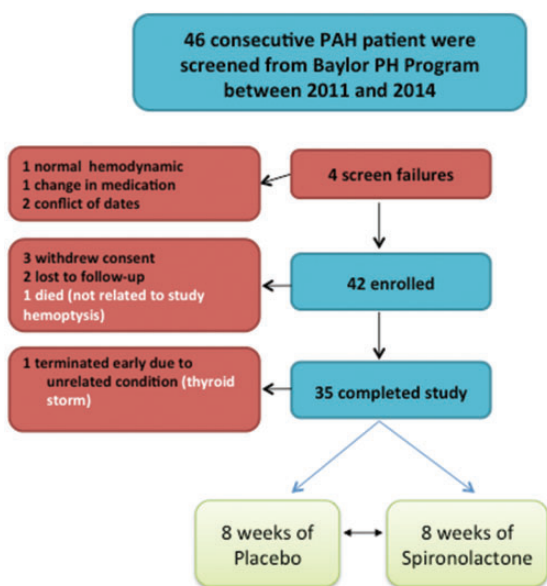 46 consecutive PAH patient were
screened from Baylor PH Program
between 2011 and 2014
1 normal hemodynamic
1 change in medication
2 conflict of dates
4 screen failures
3 withdrew consent
2 lost to follow-up
1 died (not related to study
hemoptysis)
42 enrolled
1 terminated early due to
unrelated condition (thyroid
storm)
35 completed study
8 weeks of
Placebo
8 weeks of
Spironolactone